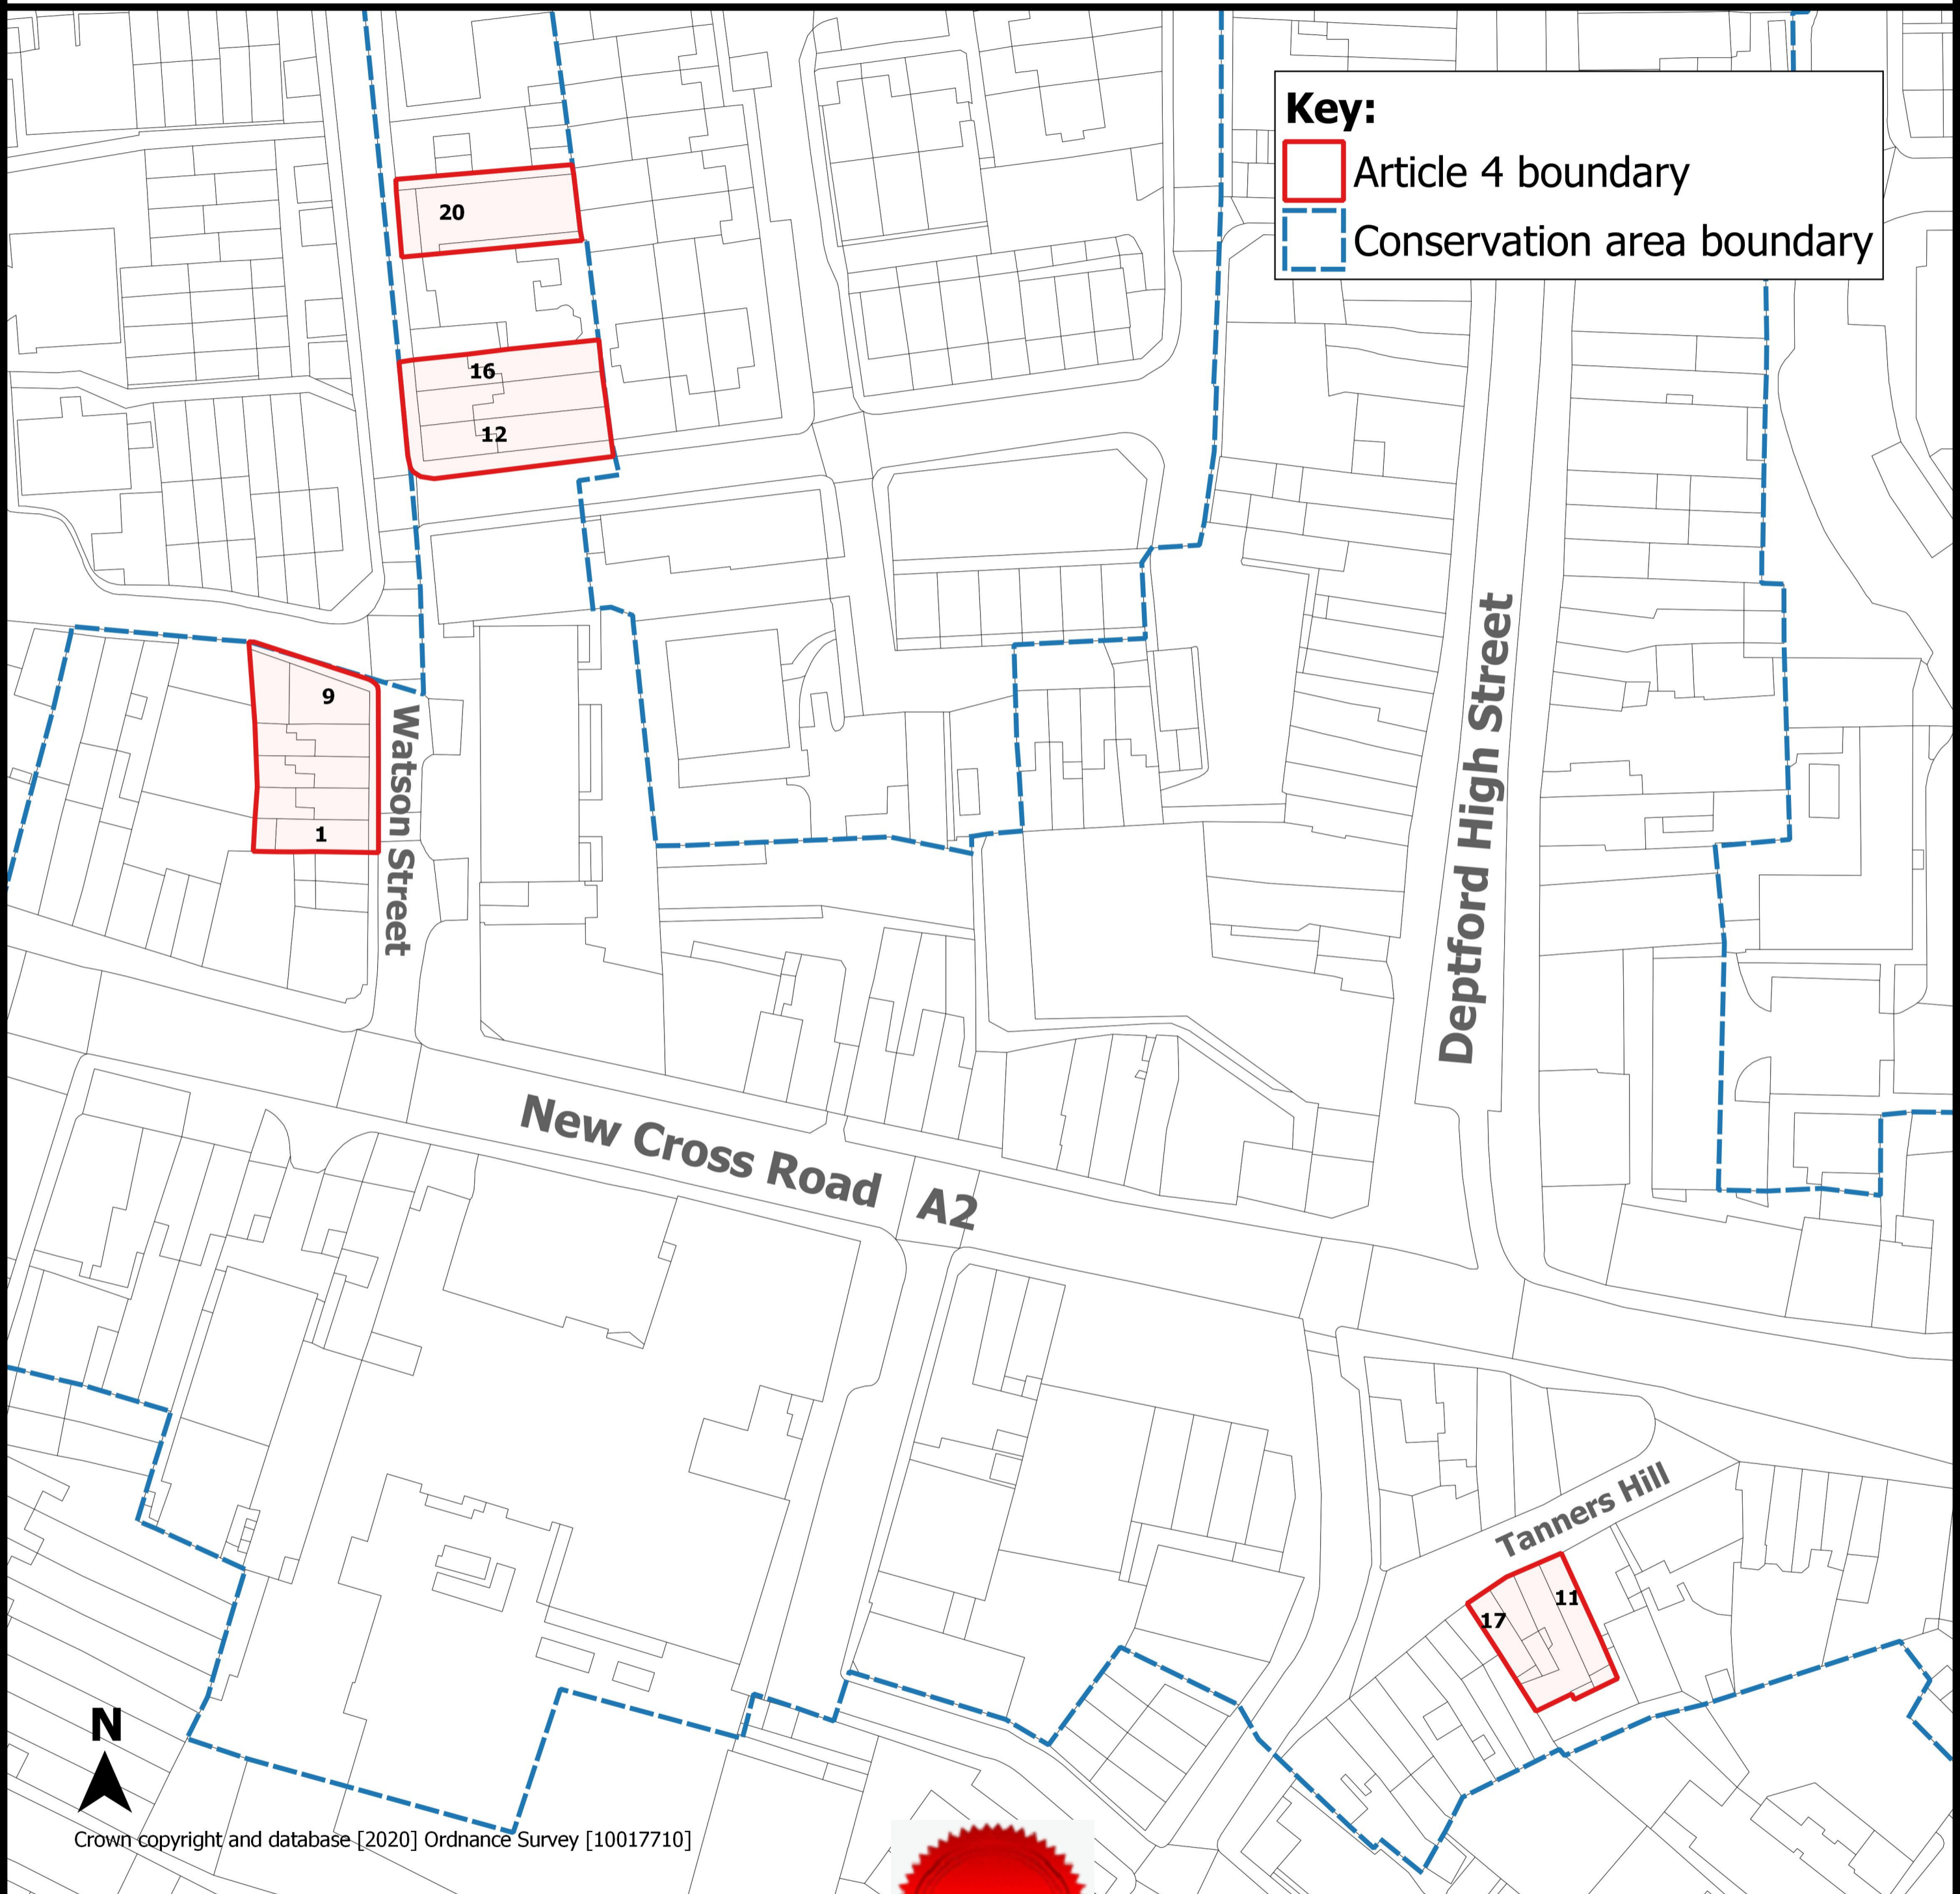 Key:
Article 4 boundary
Conservation area boundary
20
16
12
9
1
Watson Street
Deptford High Street
New Cross Road A2
Tanners Hill
11
17
N
Crown copyright and database [2020] Ordnance Survey [10017710]